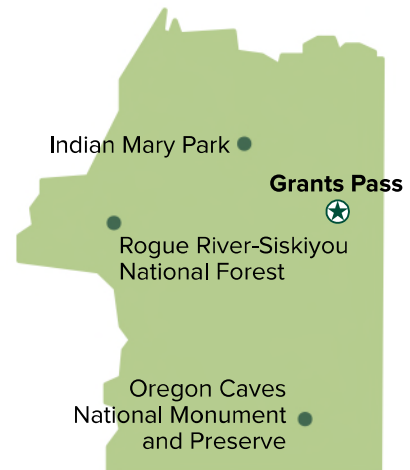 Indian Mary Park
Grants Pass
Rogue River-Siskiyou
National Forest
Oregon Caves
National Monument
and Preserve